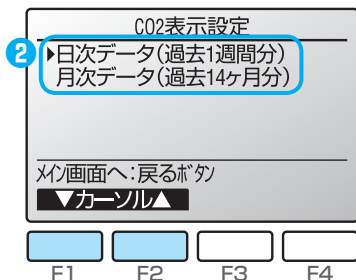 CO2表示設定
2
▶日次データ(過去1週間分)
月次データ(過去14ヶ月分)
メイン画面へ:戻るボタン
▼カーソル▲
F1 F2 F3 F4